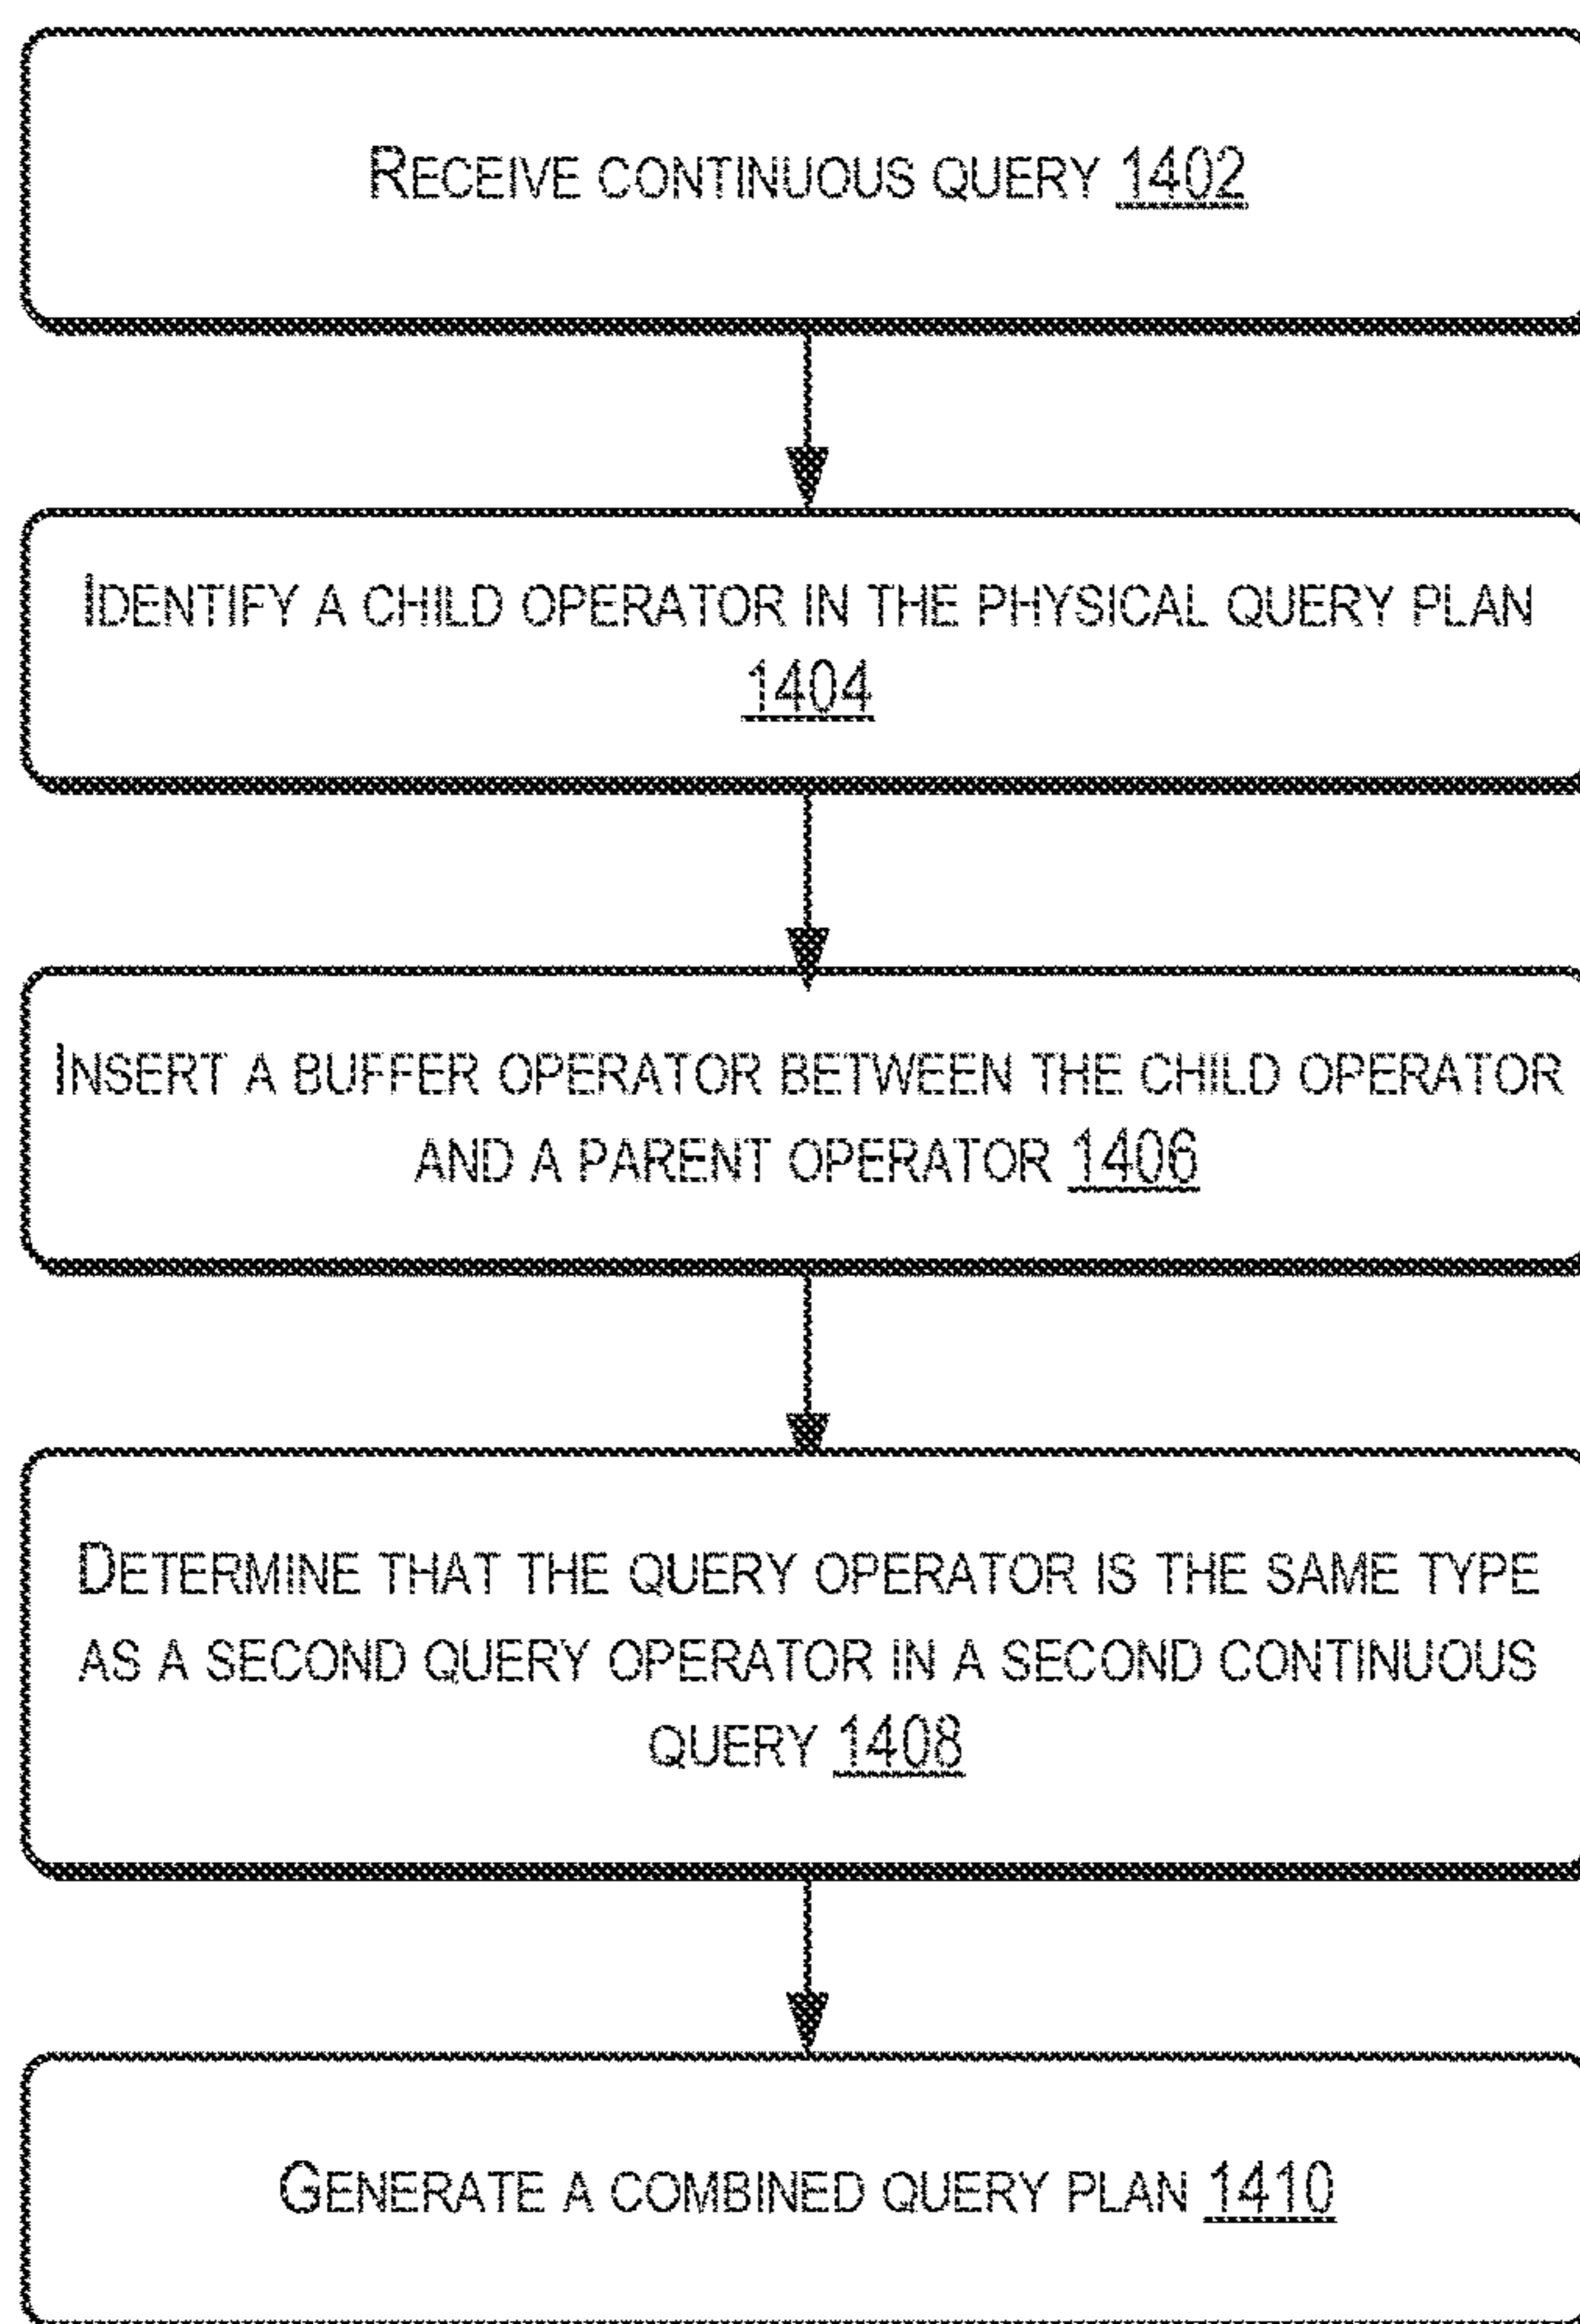 RECEIVE CONTINUOUS QUERY 1402
IDENTIFY A CHILD OPERATOR IN THE PHYSICAL QUERY PLAN
1404
INSERT A BUFFER OPERATOR BETWEEN THE CHILD OPERATOR
AND A PARENT OPERATOR 1406
DETERMINE THAT THE QUERY OPERATOR IS THE SAME TYPE
AS A SECOND QUERY OPERATOR IN A SECOND CONTINUOUS
QUERY 1408
GENERATE A COMBINED QUERY PLAN 1410